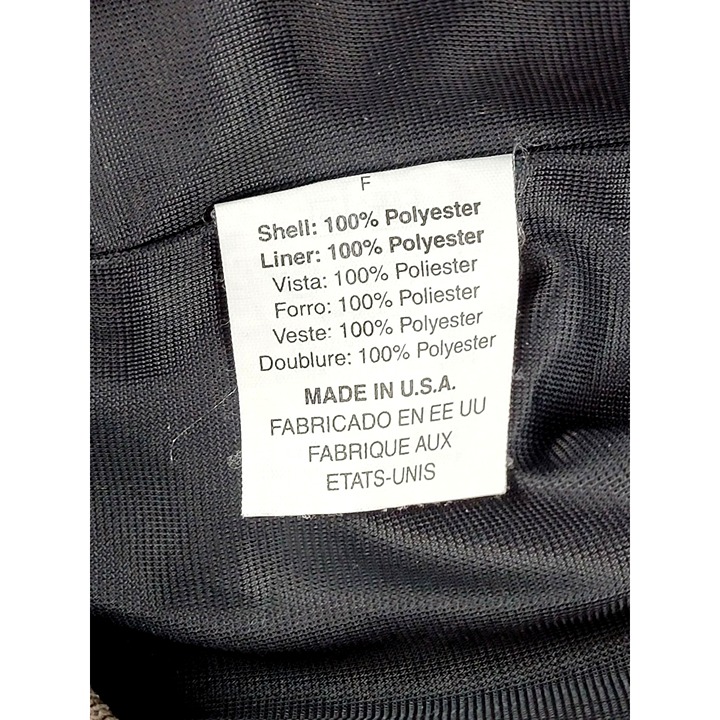 F
Shell: 100% Polyester
Liner: 100% Polyester
Vista: 100% Poliester
Forro: 100% Poliester
Veste: 100% Polyester
Doublure: 100% Polyester
MADE IN U.S.A.
FABRICADO EN EE UU
FABRIQUE AUX
ETATS-UNIS